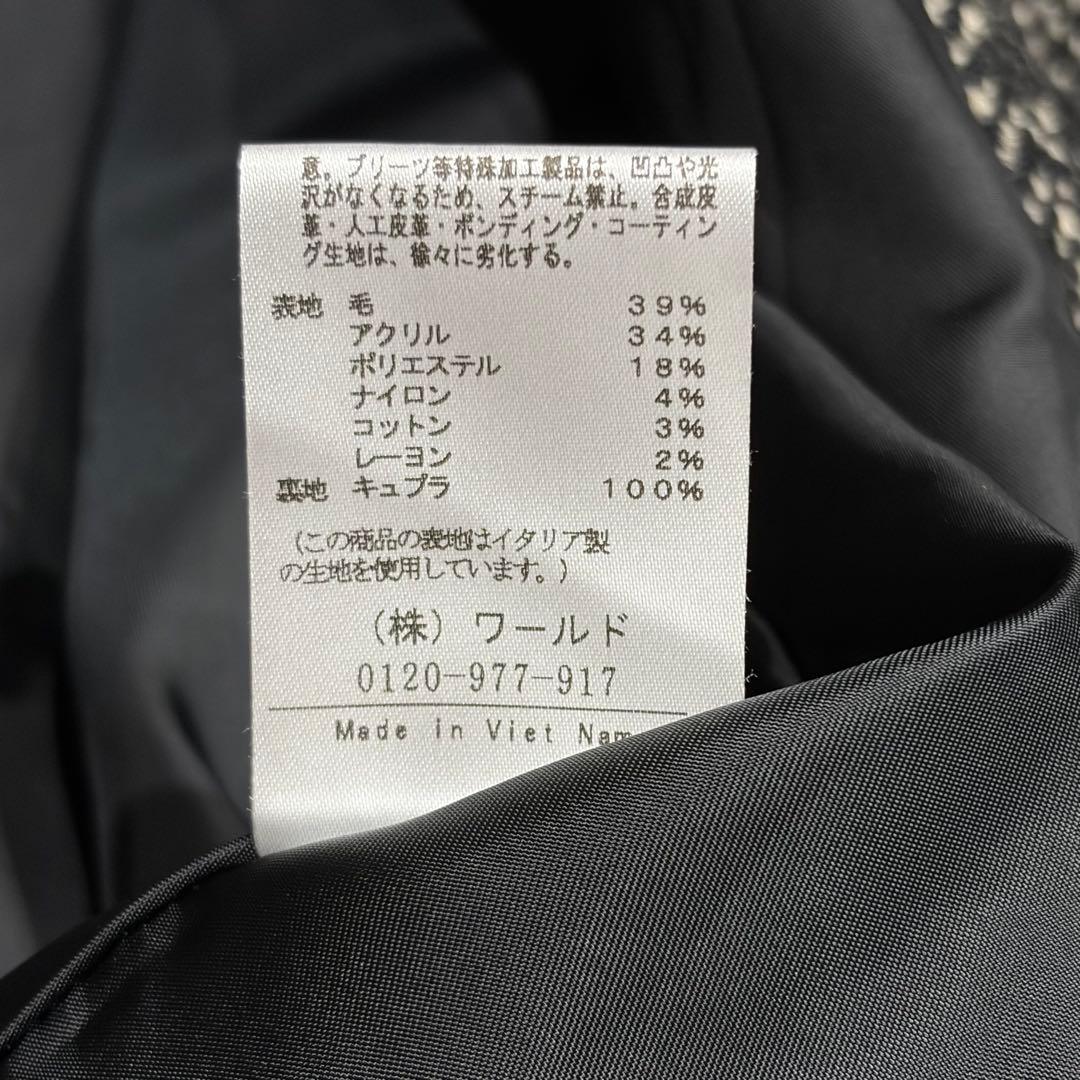 意。プリーツ等特殊加工製品は、凹凸や光
沢がなくなるため、スチーム禁止。合成皮
革・人工皮革・ボンディング・コーティン
グ生地は、徐々に劣化する。
表地 毛 39%
アクリル 34%
ポリエステル 18%
ナイロン 4%
コットン 3%
レーヨン 2%
裏地 キュプラ 100%
(この商品の表地はイタリア製
の生地を使用しています。)
(株) ワールド
0120-977-917
Made in Viet Nam